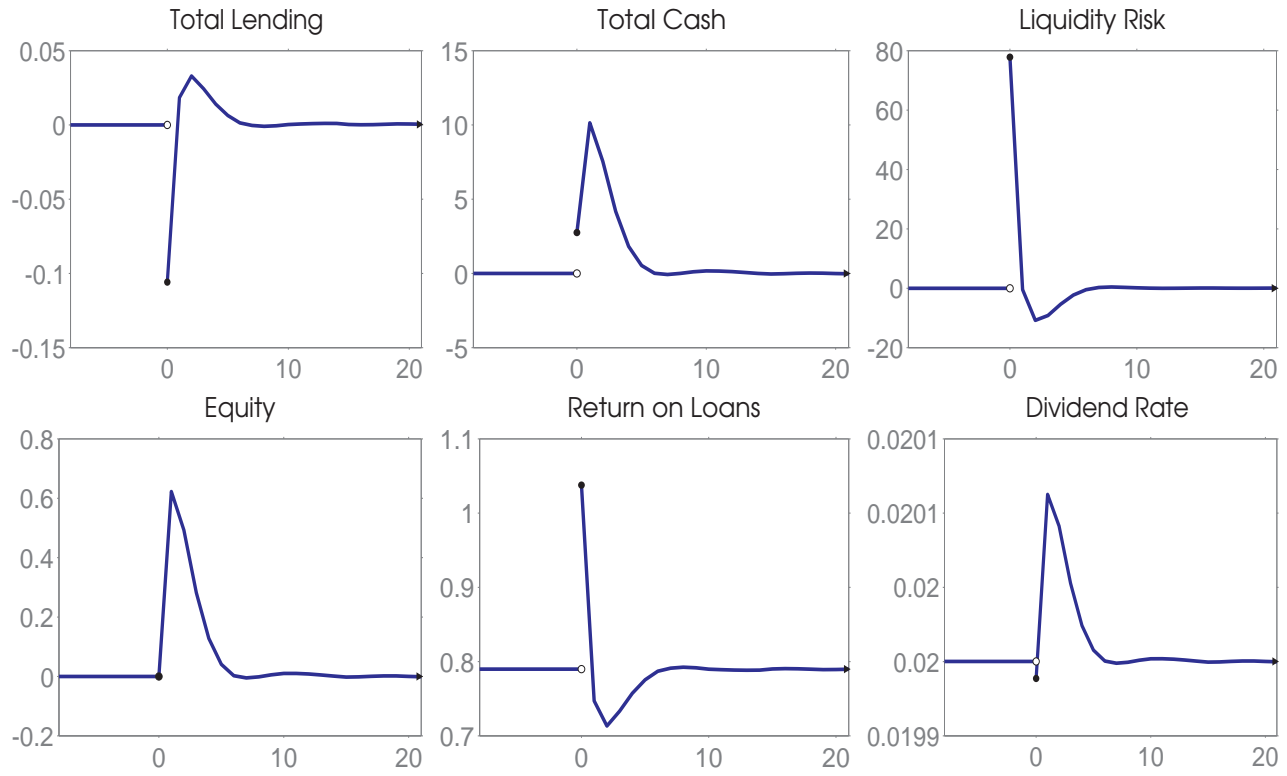 Total Lending Total Cash Liquidity Risk
0.05 15 80
0 10 60
-0.05 5 40
-0.1 0 20
-0.15 -5 0
-20
0 10 20 0 10 20 0 10 20
Equity Return on Loans Dividend Rate
0.8 1.1 0.0201
0.6 1 0.0201
0.4 0.9 0.02
0.2 0.8 0.02
0 0.7 0.0199
-0.2
0 10 20 0 10 20 0 10 20